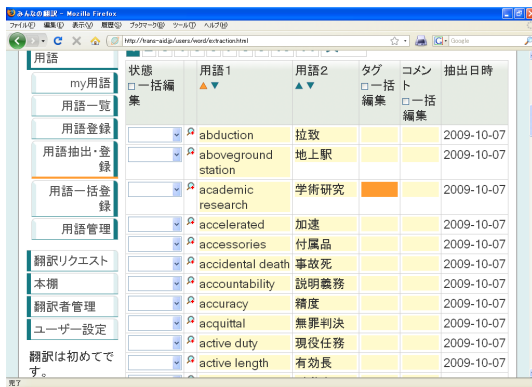 みんなの翻訳 - Mozilla Firefox
ファイル(F) 編集(E) 表示(V) 履歴(S) ブックマーク(B) ツール(T) ヘルプ(H)
http://trans-aid.jp/users/word/extraction.html
Google
用語
my用語
用語一覧
用語登録
用語抽出・登
録
用語一括登
録
用語管理
翻訳リクエスト
本棚
翻訳者管理
ユーザー設定
翻訳は初めてで
す。
状態
□一括編
集
用語1
▲▼
用語2
▲▼
タグ
□一括
編集
コメン
ト
□一括
編集
抽出日時
abduction 拉致 2009-10-07
aboveground 地上駅 2009-10-07
station
academic 学術研究 2009-10-07
research
accelerated 加速 2009-10-07
accessories 付属品 2009-10-07
accidental death 事故死 2009-10-07
accountability 説明義務 2009-10-07
accuracy 精度 2009-10-07
acquittal 無罪判決 2009-10-07
active duty 現役任務 2009-10-07
active length 有効長 2009-10-07
完了